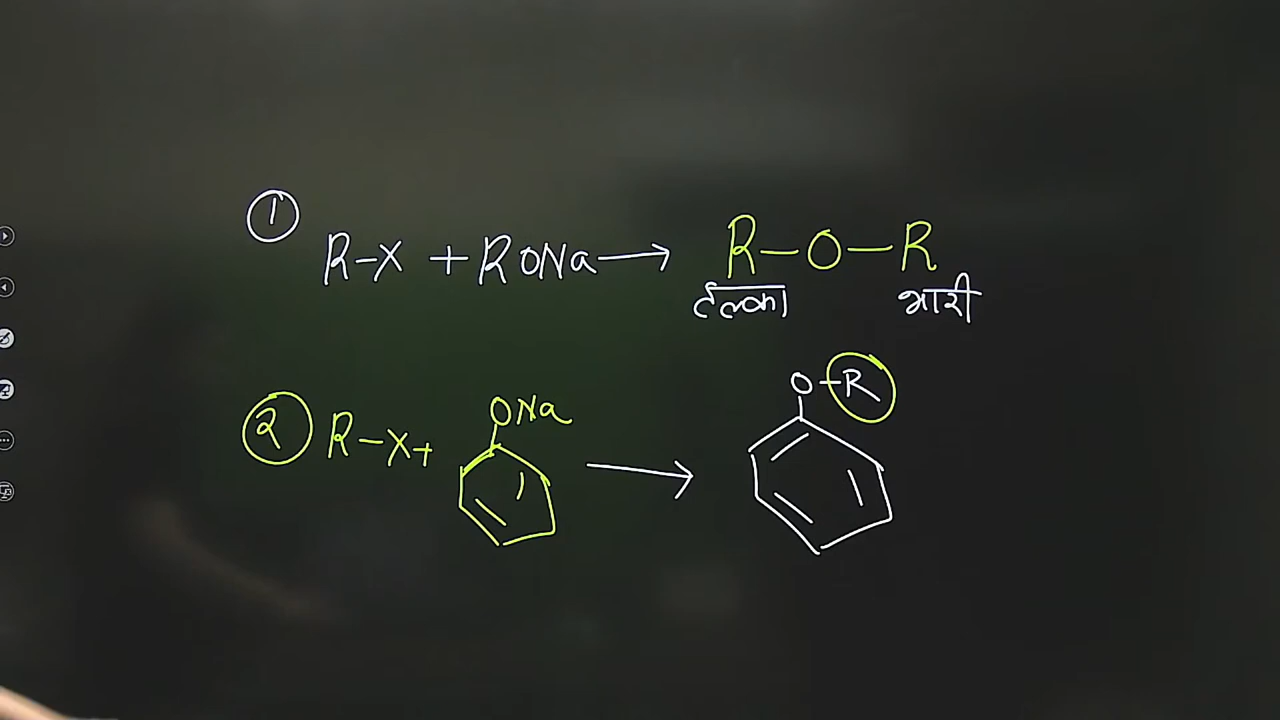 1
R-X + RONa → R-O-R
हल्का भारी
O-R
2 R-X + ONa →